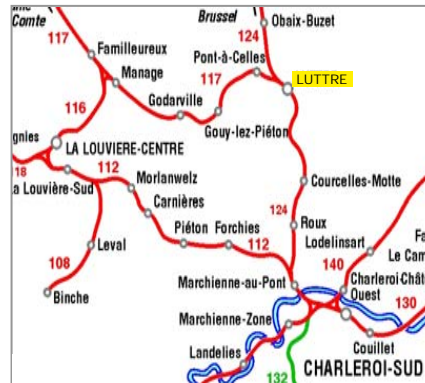 Comte
117
Brussel
124
Obaix-Buzet
Familleureux
Pont-à-Celles
Manage
117
LUTTRE
Godarville
116
Gouy-lez-Piéton
gnies
LA LOUVIERE-CENTRE
18
a Louvière-Sud
112
Morlanwelz
Courcelles-Motte
Carnières
124
Piéton
Forchies
Roux
Lodelinsart
Fa
Leval
112
140
Le Cam
108
Marchienne-au-Pont
Charleroi-Chât
Ouest
130
Binche
Marchienne-Zone
Landelies
Couillet
132
CHARLEROI-SUD